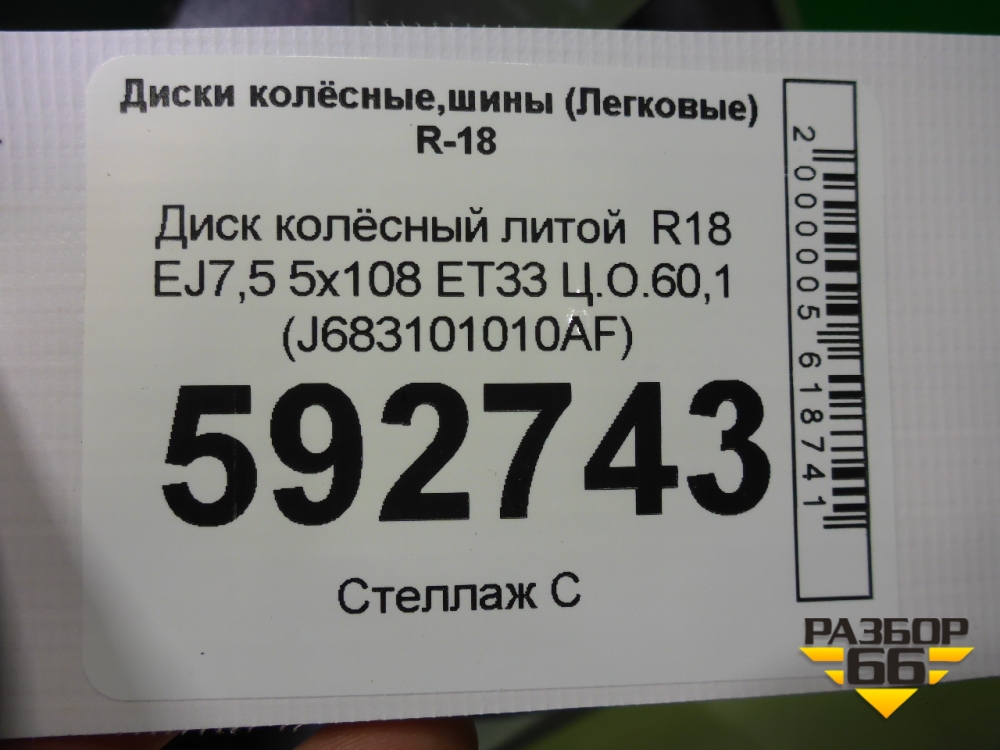 Диски колёсные,шины (Легковые)
R-18
Диск колёсный литой R18
EJ7,5 5x108 ET33 Ц.О.60,1
(J683101010AF)
592743
Стеллаж С
2000005618741
РАЗБОР
66